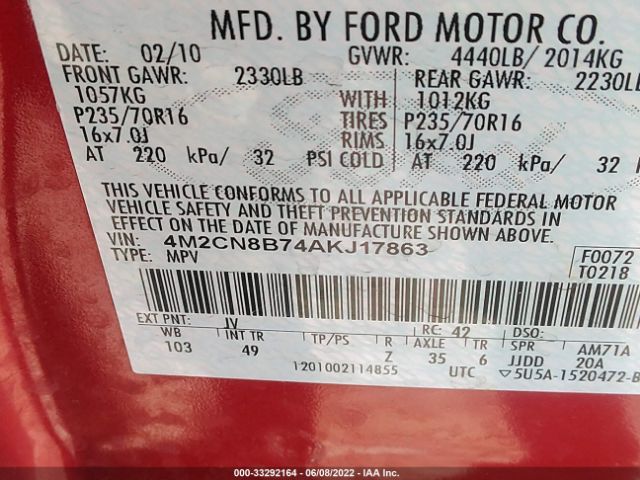 MFD. BY FORD MOTOR CO.
DATE: 02/10 GVWR: 4440LB/ 2014KG
FRONT GAWR: 2330LB REAR GAWR: 2230LB
1057KG WITH 1012KG
P235/70R16 TIRES P235/70R16
16x7.0J RIMS 16x7.0J
AT 220 kPa/ 32 PSI COLD AT 220 kPa/ 32
THIS VEHICLE CONFORMS TO ALL APPLICABLE FEDERAL MOTOR
VEHICLE SAFETY AND THEFT PREVENTION STANDARDS IN
EFFECT ON THE DATE OF MANUFACTURE SHOWN ABOVE.
VIN: 4M2CN8B74AKJ17863 F0072
TYPE: MPV T0218
EXT PNT: JV RC: 42 DSO:
WB INT TR TP/PS R AXLE TR SPR AM71A
103 49 Z 35 6 JJDD 20A
1201002114855 UTC ▽5U5A-1520472-B
000-33292164 - 06/08/2022 - IAA Inc.